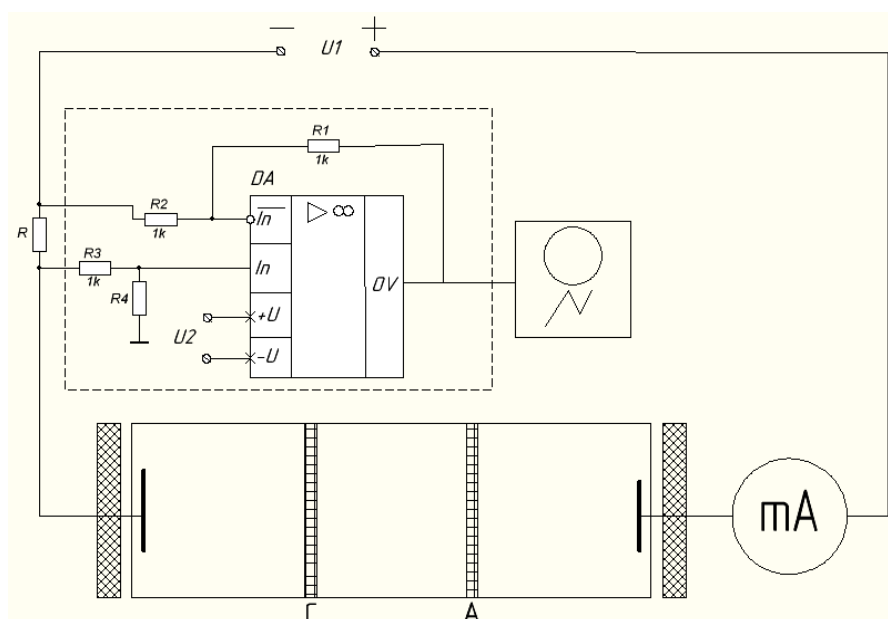 − U1 +
R1
1k
DA
R2
1k
In
▷ ∞
R
R3
1k
In
R4
OV
+U
U2
-U
mA
Г
А